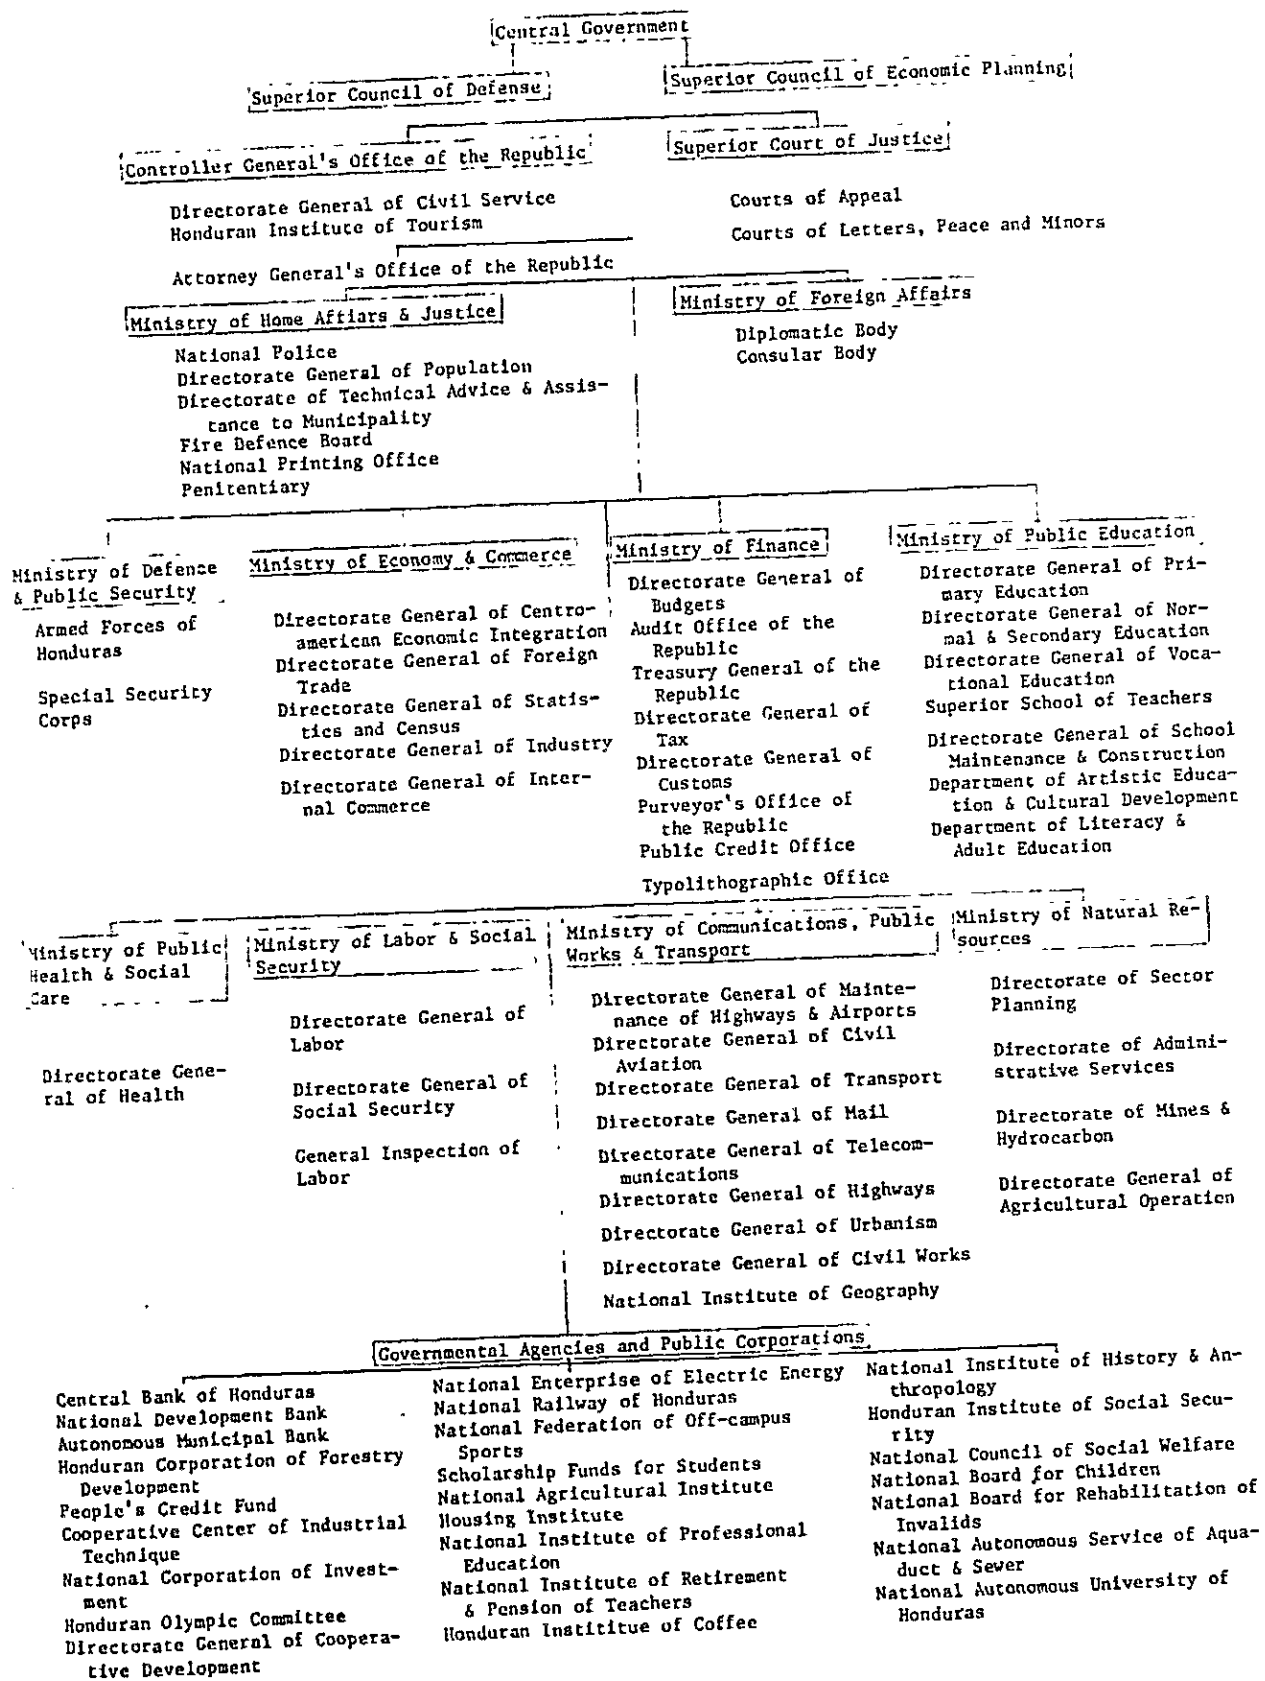 Central Government
Superior Council of Defense
Superior Council of Economic Planning
Controller General's Office of the Republic
Superior Court of Justice
Directorate General of Civil Service
Honduran Institute of Tourism
Courts of Appeal
Courts of Letters, Peace and Minors
Attorney General's Office of the Republic
Ministry of Home Affiars & Justice
Ministry of Foreign Affairs
National Police
Directorate General of Population
Directorate of Technical Advice & Assis-
tance to Municipality
Fire Defence Board
National Printing Office
Penitentiary
Diplomatic Body
Consular Body
Ministry of Defense
& Public Security
Armed Forces of
Honduras
Special Security
Corps
Ministry of Economy & Commerce
Directorate General of Centro-
american Economic Integration
Directorate General of Foreign
Trade
Directorate General of Statis-
tics and Census
Directorate General of Industry
Directorate General of Inter-
nal Commerce
Ministry of Finance
Directorate General of
Budgets
Audit Office of the
Republic
Treasury General of the
Republic
Directorate General of
Tax
Directorate General of
Customs
Purveyor's Office of
the Republic
Public Credit Office
Typolithographic Office
Ministry of Public Education
Directorate General of Pri-
mary Education
Directorate General of Nor-
mal & Secondary Education
Directorate General of Voca-
tional Education
Superior School of Teachers
Directorate General of School
Maintenance & Construction
Department of Artistic Educa-
tion & Cultural Development
Department of Literacy &
Adult Education
Ministry of Public
Health & Social
Care
Directorate Gene-
ral of Health
Ministry of Labor & Social
Security
Directorate General of
Labor
Directorate General of
Social Security
General Inspection of
Labor
Ministry of Communications, Public
Works & Transport
Directorate General of Mainte-
nance of Highways & Airports
Directorate General of Civil
Aviation
Directorate General of Transport
Directorate General of Mail
Directorate General of Telecom-
munications
Directorate General of Highways
Directorate General of Urbanism
Directorate General of Civil Works
National Institute of Geography
Ministry of Natural Re-
sources
Directorate of Sector
Planning
Directorate of Admini-
strative Services
Directorate of Mines &
Hydrocarbon
Directorate General of
Agricultural Operation
Governmental Agencies and Public Corporations
Central Bank of Honduras
National Development Bank
Autonomous Municipal Bank
Honduran Corporation of Forestry
Development
People's Credit Fund
Cooperative Center of Industrial
Technique
National Corporation of Invest-
ment
Honduran Olympic Committee
Directorate General of Coopera-
tive Development
National Enterprise of Electric Energy
National Railway of Honduras
National Federation of Off-campus
Sports
Scholarship Funds for Students
National Agricultural Institute
Housing Institute
National Institute of Professional
Education
National Institute of Retirement
& Pension of Teachers
Honduran Instititue of Coffee
National Institute of History & An-
thropology
Honduran Institute of Social Secu-
rity
National Council of Social Welfare
National Board for Children
National Board for Rehabilitation of
Invalids
National Autonomous Service of Aqua-
duct & Sewer
National Autonomous University of
Honduras